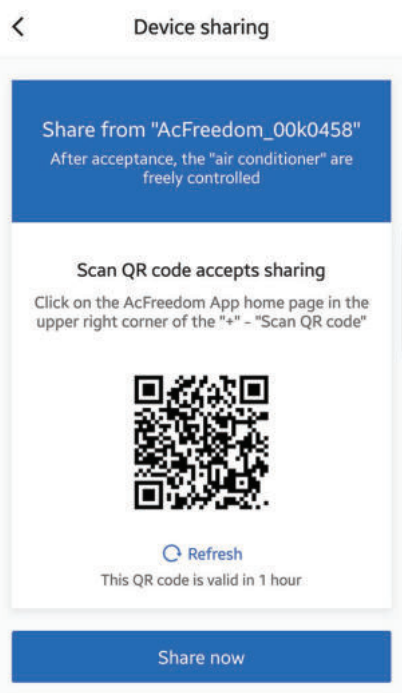 Device sharing
Share from "AcFreedom_00k0458"
After acceptance, the "air conditioner" are
freely controlled
Scan QR code accepts sharing
Click on the AcFreedom App home page in the
upper right corner of the "+" - "Scan QR code"
Refresh
This QR code is valid in 1 hour
Share now